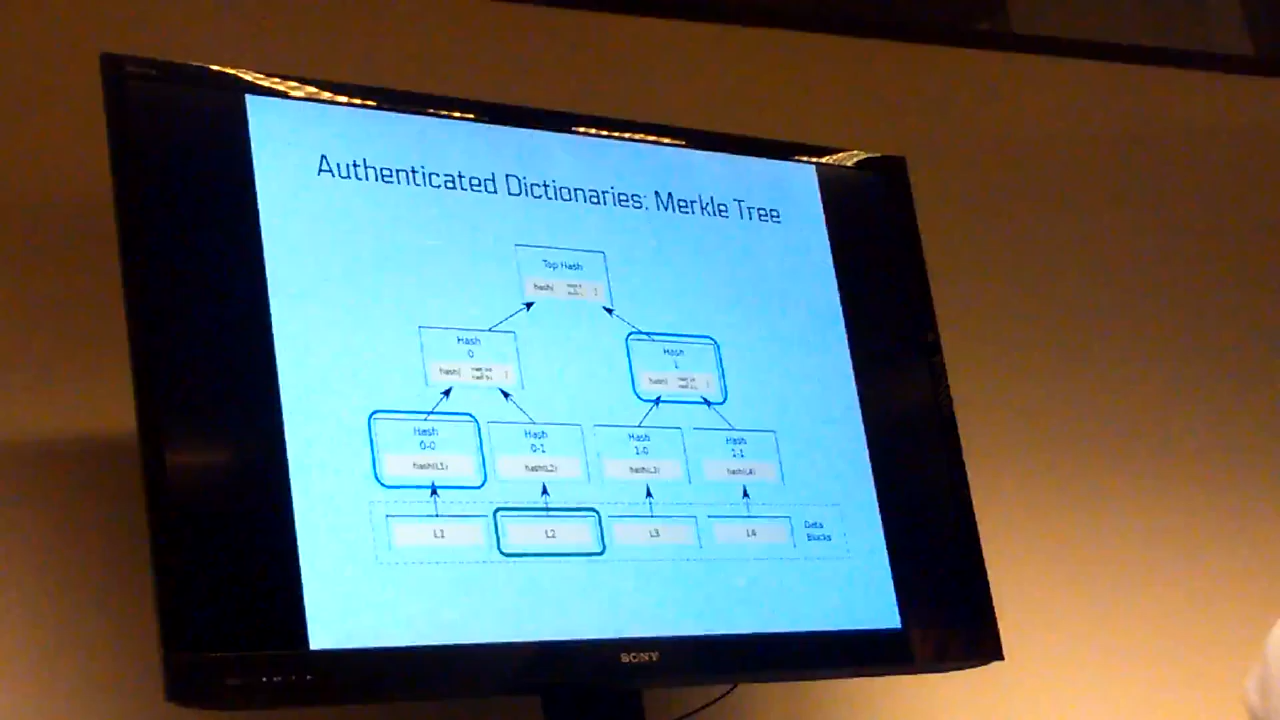 Authenticated Dictionaries: Merkle Tree
Top Hash
hash( )
Hash
0
hash( )
Hash
1
hash( )
Hash
0-0
hash(L1)
Hash
0-1
hash(L2)
Hash
1-0
hash(L3)
Hash
1-1
hash(L4)
L1
L2
L3
L4
Data
Blocks
SONY